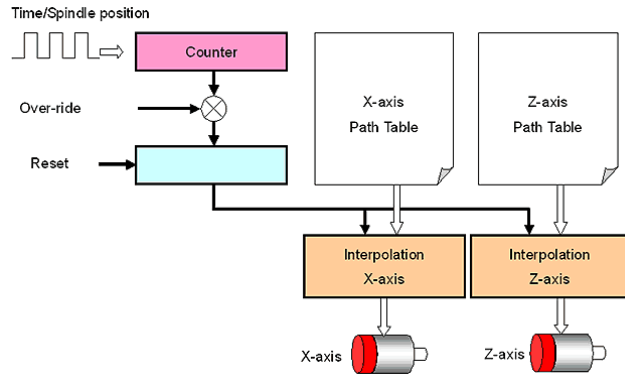 Time/Spindle position
Counter
Over-ride
Reset
X-axis
Path Table
Z-axis
Path Table
Interpolation
X-axis
Interpolation
Z-axis
X-axis
Z-axis